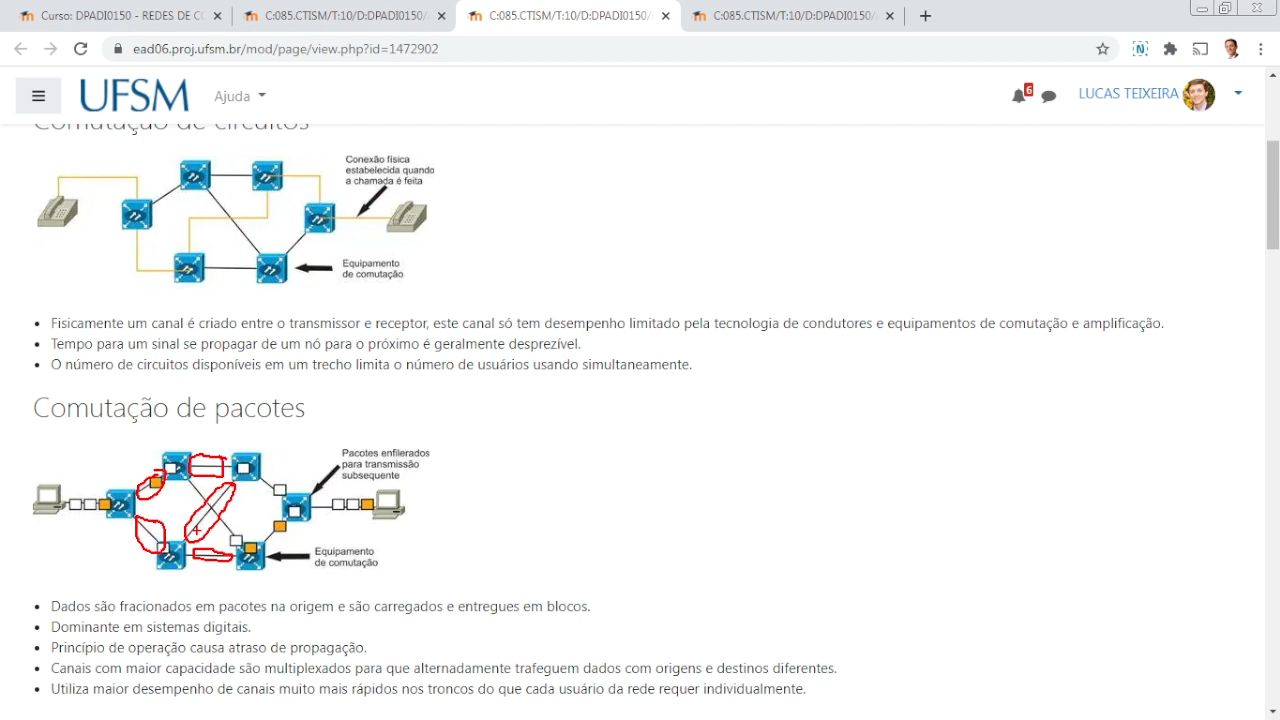 Curso: DPADI0150 - REDES DE CO
C:085.CTISM/T:10/D:DPADI0150/
C:085.CTISM/T:10/D:DPADI0150/
C:085.CTISM/T:10/D:DPADI0150/
ead06.proj.ufsm.br/mod/page/view.php?id=1472902
UFSM
Ajuda
6
LUCAS TEIXEIRA
Comutação de circuitos
Conexão física
estabelecida quando
a chamada é feita
Equipamento
de comutação
• Fisicamente um canal é criado entre o transmissor e receptor, este canal só tem desempenho limitado pela tecnologia de condutores e equipamentos de comutação e amplificação.
• Tempo para um sinal se propagar de um nó para o próximo é geralmente desprezível.
• O número de circuitos disponíveis em um trecho limita o número de usuários usando simultaneamente.
Comutação de pacotes
Pacotes enfilerados
para transmissão
subsequente
Equipamento
de comutação
• Dados são fracionados em pacotes na origem e são carregados e entregues em blocos.
• Dominante em sistemas digitais.
• Princípio de operação causa atraso de propagação.
• Canais com maior capacidade são multiplexados para que alternadamente trafeguem dados com origens e destinos diferentes.
• Utiliza maior desempenho de canais muito mais rápidos nos troncos do que cada usuário da rede requer individualmente.